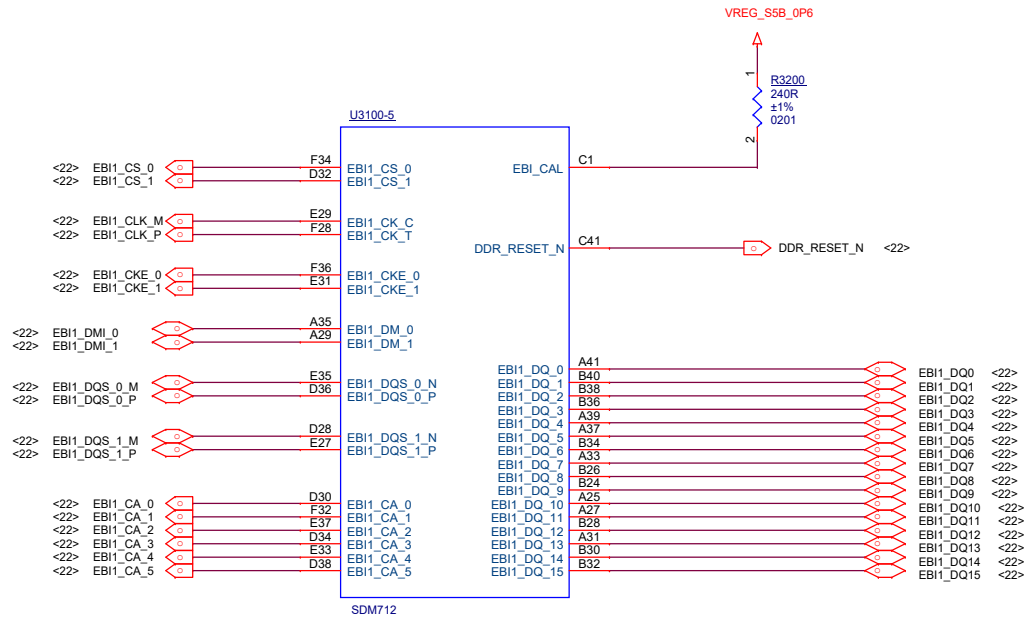 VREG_S5B_0P6
1
R3200
240R
±1%
0201
2
U3100-5
<22> EBI1_CS_0 F34 EBI1_CS_0 EBI_CAL C1
<22> EBI1_CS_1 D32 EBI1_CS_1
<22> EBI1_CLK_M E29 EBI1_CK_C
<22> EBI1_CLK_P F28 EBI1_CK_T
DDR_RESET_N C41 DDR_RESET_N <22>
<22> EBI1_CKE_0 F36 EBI1_CKE_0
<22> EBI1_CKE_1 E31 EBI1_CKE_1
<22> EBI1_DMI_0 A35 EBI1_DM_0
<22> EBI1_DMI_1 A29 EBI1_DM_1
<22> EBI1_DQS_0_M E35 EBI1_DQS_0_N
<22> EBI1_DQS_0_P D36 EBI1_DQS_0_P
<22> EBI1_DQS_1_M D28 EBI1_DQS_1_N
<22> EBI1_DQS_1_P E27 EBI1_DQS_1_P
<22> EBI1_CA_0 D30 EBI1_CA_0
<22> EBI1_CA_1 F32 EBI1_CA_1
<22> EBI1_CA_2 E37 EBI1_CA_2
<22> EBI1_CA_3 D34 EBI1_CA_3
<22> EBI1_CA_4 E33 EBI1_CA_4
<22> EBI1_CA_5 D38 EBI1_CA_5
EBI1_DQ_0 A41 EBI1_DQ0 <22>
EBI1_DQ_1 B40 EBI1_DQ1 <22>
EBI1_DQ_2 B38 EBI1_DQ2 <22>
EBI1_DQ_3 B36 EBI1_DQ3 <22>
EBI1_DQ_4 A39 EBI1_DQ4 <22>
EBI1_DQ_5 A37 EBI1_DQ5 <22>
EBI1_DQ_6 B34 EBI1_DQ6 <22>
EBI1_DQ_7 A33 EBI1_DQ7 <22>
EBI1_DQ_8 B26 EBI1_DQ8 <22>
EBI1_DQ_9 B24 EBI1_DQ9 <22>
EBI1_DQ_10 A25 EBI1_DQ10 <22>
EBI1_DQ_11 A27 EBI1_DQ11 <22>
EBI1_DQ_12 B28 EBI1_DQ12 <22>
EBI1_DQ_13 A31 EBI1_DQ13 <22>
EBI1_DQ_14 B30 EBI1_DQ14 <22>
EBI1_DQ_15 B32 EBI1_DQ15 <22>
SDM712